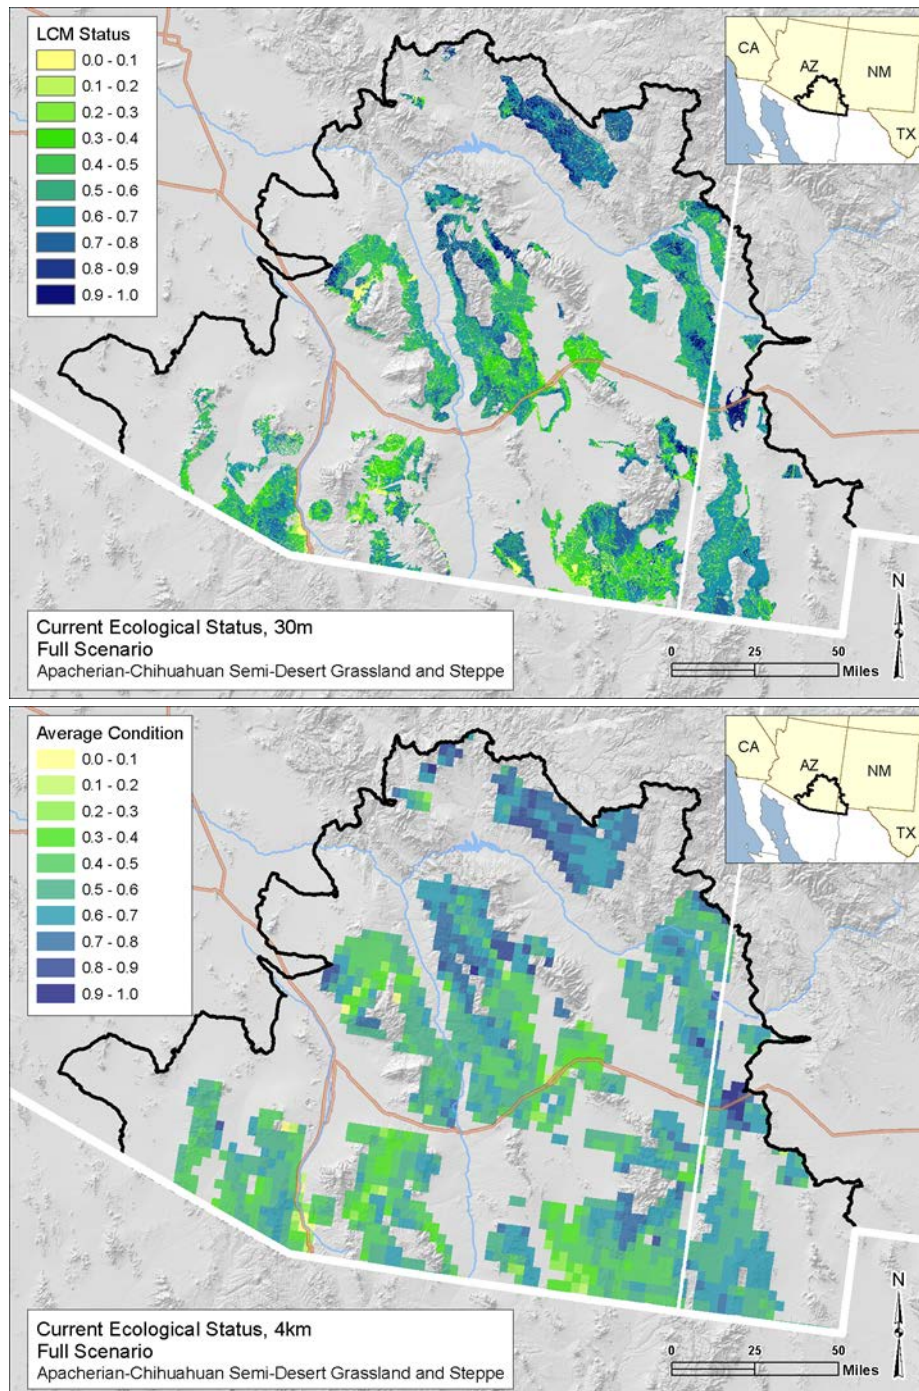 LCM Status
0.0 - 0.1
0.1 - 0.2
0.2 - 0.3
0.3 - 0.4
0.4 - 0.5
0.5 - 0.6
0.6 - 0.7
0.7 - 0.8
0.8 - 0.9
0.9 - 1.0
CA
AZ
NM
TX
N
0 25 50
Miles
Current Ecological Status, 30m
Full Scenario
Apacherian-Chihuahuan Semi-Desert Grassland and Steppe
Average Condition
0.0 - 0.1
0.1 - 0.2
0.2 - 0.3
0.3 - 0.4
0.4 - 0.5
0.5 - 0.6
0.6 - 0.7
0.7 - 0.8
0.8 - 0.9
0.9 - 1.0
CA
AZ
NM
TX
N
0 25 50
Miles
Current Ecological Status, 4km
Full Scenario
Apacherian-Chihuahuan Semi-Desert Grassland and Steppe